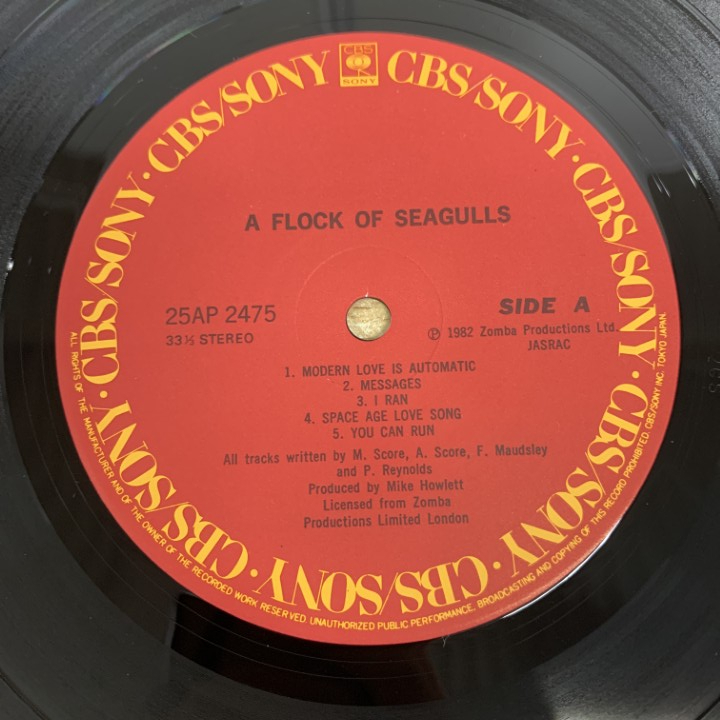 CBS
SONY
CBS/SONY · CBS/SONY · CBS/SONY · CBS/SONY · CBS/SONY · CBS/SONY · CBS/SONY · CBS/SONY
A FLOCK OF SEAGULLS
25AP 2475
33⅓ STEREO
SIDE A
℗ 1982 Zomba Productions Ltd.
JASRAC
1. MODERN LOVE IS AUTOMATIC
2. MESSAGES
3. I RAN
4. SPACE AGE LOVE SONG
5. YOU CAN RUN
All tracks written by M. Score, A. Score, F. Maudsley
and P. Reynolds
Produced by Mike Howlett
Licensed from Zomba
Productions Limited London
ALL RIGHTS OF THE MANUFACTURER AND OF THE OWNER OF THE RECORDED WORK RESERVED. UNAUTHORIZED PUBLIC PERFORMANCE, BROADCASTING AND COPYING OF THIS RECORD PROHIBITED. CBS/SONY INC. TOKYO JAPAN.